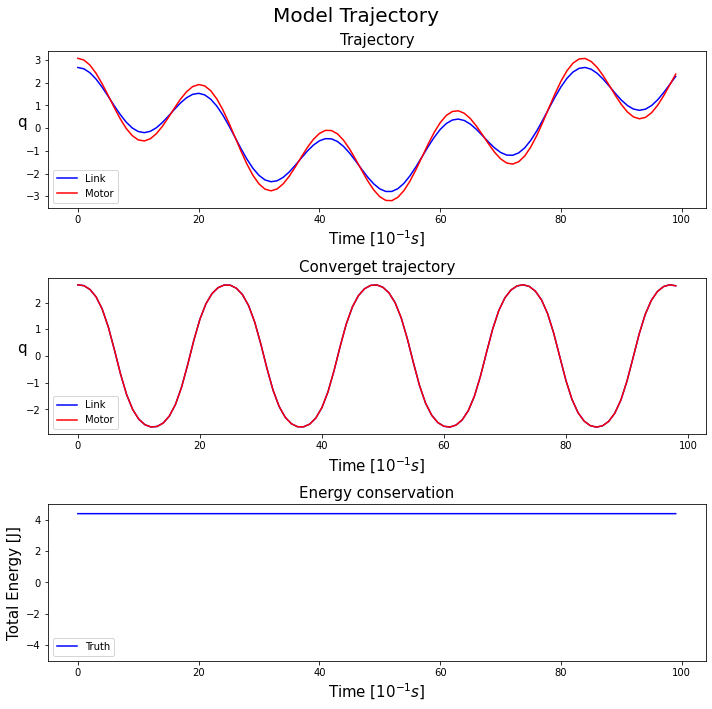 Model Trajectory
Trajectory
3
2
1
0
−1
−2
−3
q
Link
Motor
0 20 40 60 80 100
Time [10⁻¹s]
Converget trajectory
2
1
0
−1
−2
q
Link
Motor
0 20 40 60 80 100
Time [10⁻¹s]
Energy conservation
4
2
0
−2
−4
Total Energy [J]
Truth
0 20 40 60 80 100
Time [10⁻¹s]